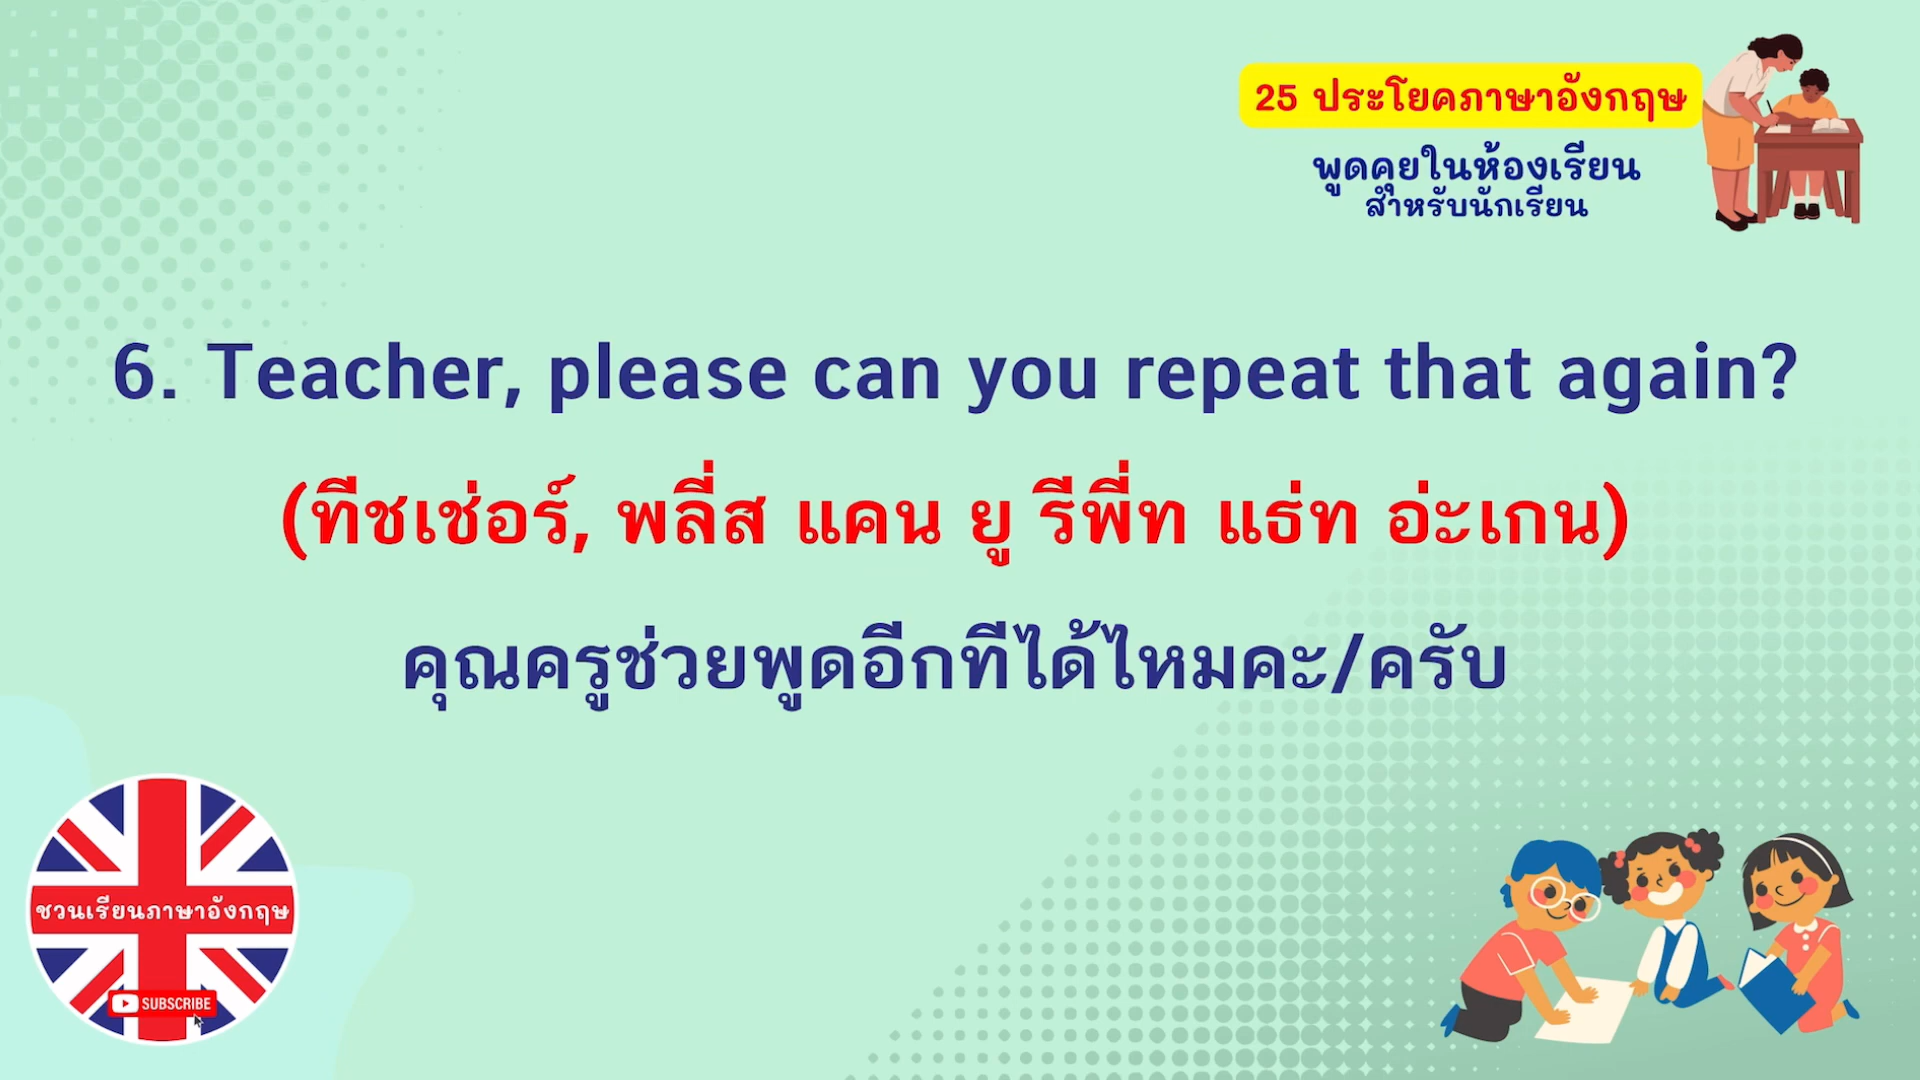 25 ประโยคภาษาอังกฤษ
พูดคุยในห้องเรียน
สำหรับนักเรียน
6. Teacher, please can you repeat that again?
(ทีชเช่อร์, พลี่ส แคน ยู รีพี่ท แธ่ท อ่ะเกน)
คุณครูช่วยพูดอีกทีได้ไหมคะ/ครับ
ชวนเรียนภาษาอังกฤษ
SUBSCRIBE